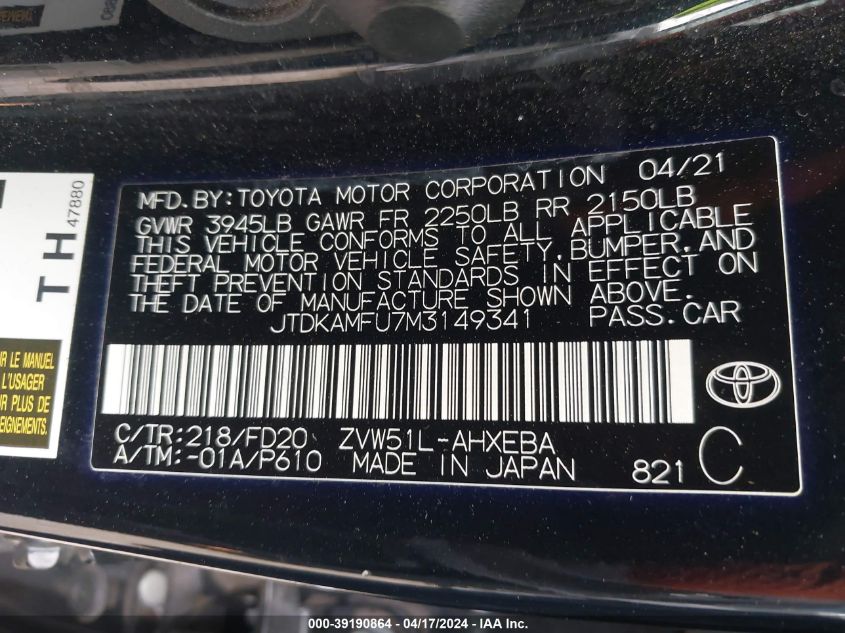 47880
TH
MFD.BY:TOYOTA MOTOR CORPORATION 04/21
GVWR 3945LB GAWR FR 2250LB RR 2150LB
THIS VEHICLE CONFORMS TO ALL APPLICABLE
FEDERAL MOTOR VEHICLE SAFETY,BUMPER,AND
THEFT PREVENTION STANDARDS IN EFFECT ON
THE DATE OF MANUFACTURE SHOWN ABOVE.
JTDKAMFU7M3149341 PASS.CAR
R LE MANUEL
L'USAGER
R PLUS DE
EIGNEMENTS
C/TR:218/FD20 ZVW51L-AHXEBA
A/TM:-01A/P610 MADE IN JAPAN 821 C
000-39190864 - 04/17/2024 - IAA Inc.